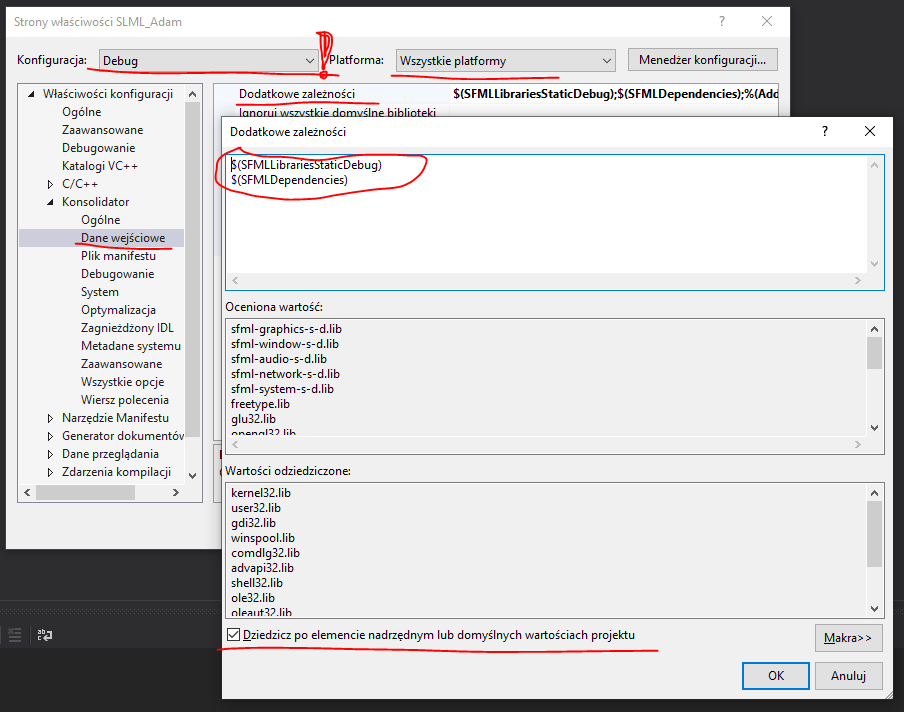 Strony właściwości SLML_Adam
Konfiguracja:
Debug
Platforma:
Wszystkie platformy
Menedżer konfiguracji...
Właściwości konfiguracji
Ogólne
Zaawansowane
Debugowanie
Katalogi VC++
C/C++
Konsolidator
Ogólne
Dane wejściowe
Plik manifestu
Debugowanie
System
Optymalizacja
Zagnieżdżony IDL
Metadane systemu
Zaawansowane
Wszystkie opcje
Wiersz polecenia
Narzędzie Manifestu
Generator dokumentów
Dane przeglądania
Zdarzenia kompilacji
Dodatkowe zależności
$(SFMLLibrariesStaticDebug);$(SFMLDependencies);%(Add
Ignoruj wszystkie domyślne biblioteki
Dodatkowe zależności
$(SFMLLibrariesStaticDebug)
$(SFMLDependencies)
Oceniona wartość:
sfml-graphics-s-d.lib
sfml-window-s-d.lib
sfml-audio-s-d.lib
sfml-network-s-d.lib
sfml-system-s-d.lib
freetype.lib
glu32.lib
opengl32.lib
Wartości odziedziczone:
kernel32.lib
user32.lib
gdi32.lib
winspool.lib
comdlg32.lib
advapi32.lib
shell32.lib
ole32.lib
oleaut32.lib
Dziedzicz po elemencie nadrzędnym lub domyślnych wartościach projektu
Makra>>
OK
Anuluj